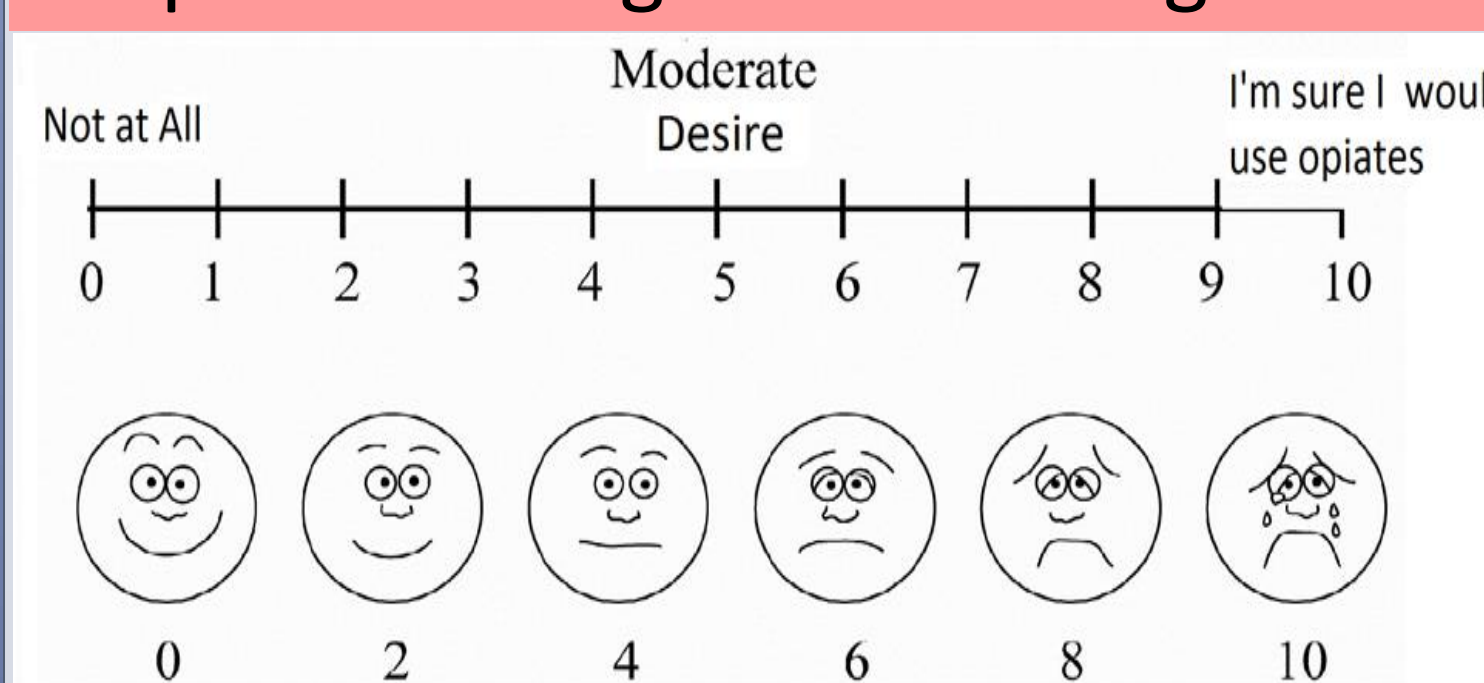 Moderate
Not at All
Desire
I'm sure I
use opiates
0 1 2 3 4 5 6 7 8 9 10
0 2 4 6 8 10